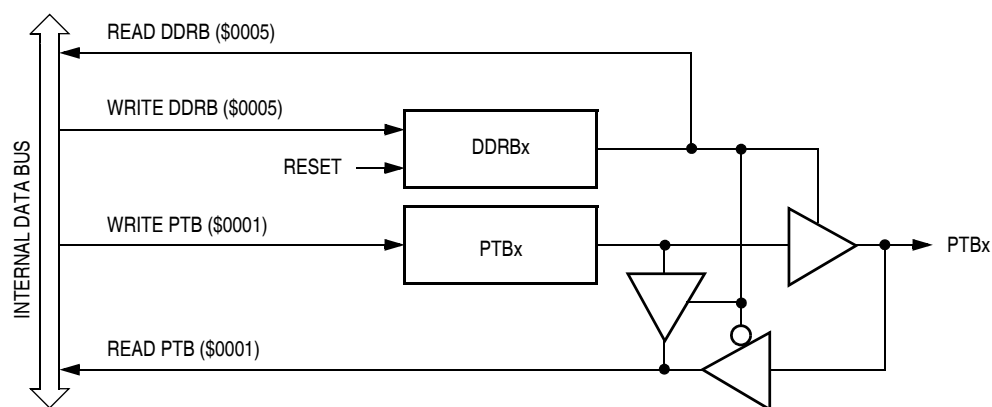 READ DDRB ($0005)
WRITE DDRB ($0005)
DDRBx
RESET
WRITE PTB ($0001)
PTBx
PTBx
READ PTB ($0001)
INTERNAL DATA BUS